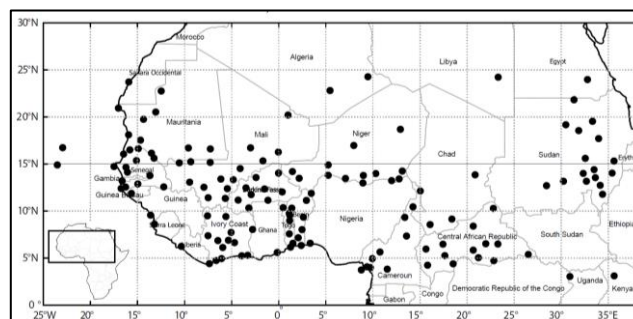 30°N
Morocco
Algeria
Libya
Egypt
25°N
Sahara Occidental
20°N
Mauritania
Mali
Niger
Chad
Sudan
15°N
Senegal
Gambia
Guinea
10°N
Nigeria
Ivory Coast
Ghana
Togo
Sierra Leone
Liberia
Central African Republic
South Sudan
Ethiopia
5°N
Cameroun
Gabon
Congo
Democratic Republic of the Congo
Uganda
Kenya
0°
25°W 20° 15° 10° 5° 0° 5° 10° 15° 20° 25° 30° 35°E